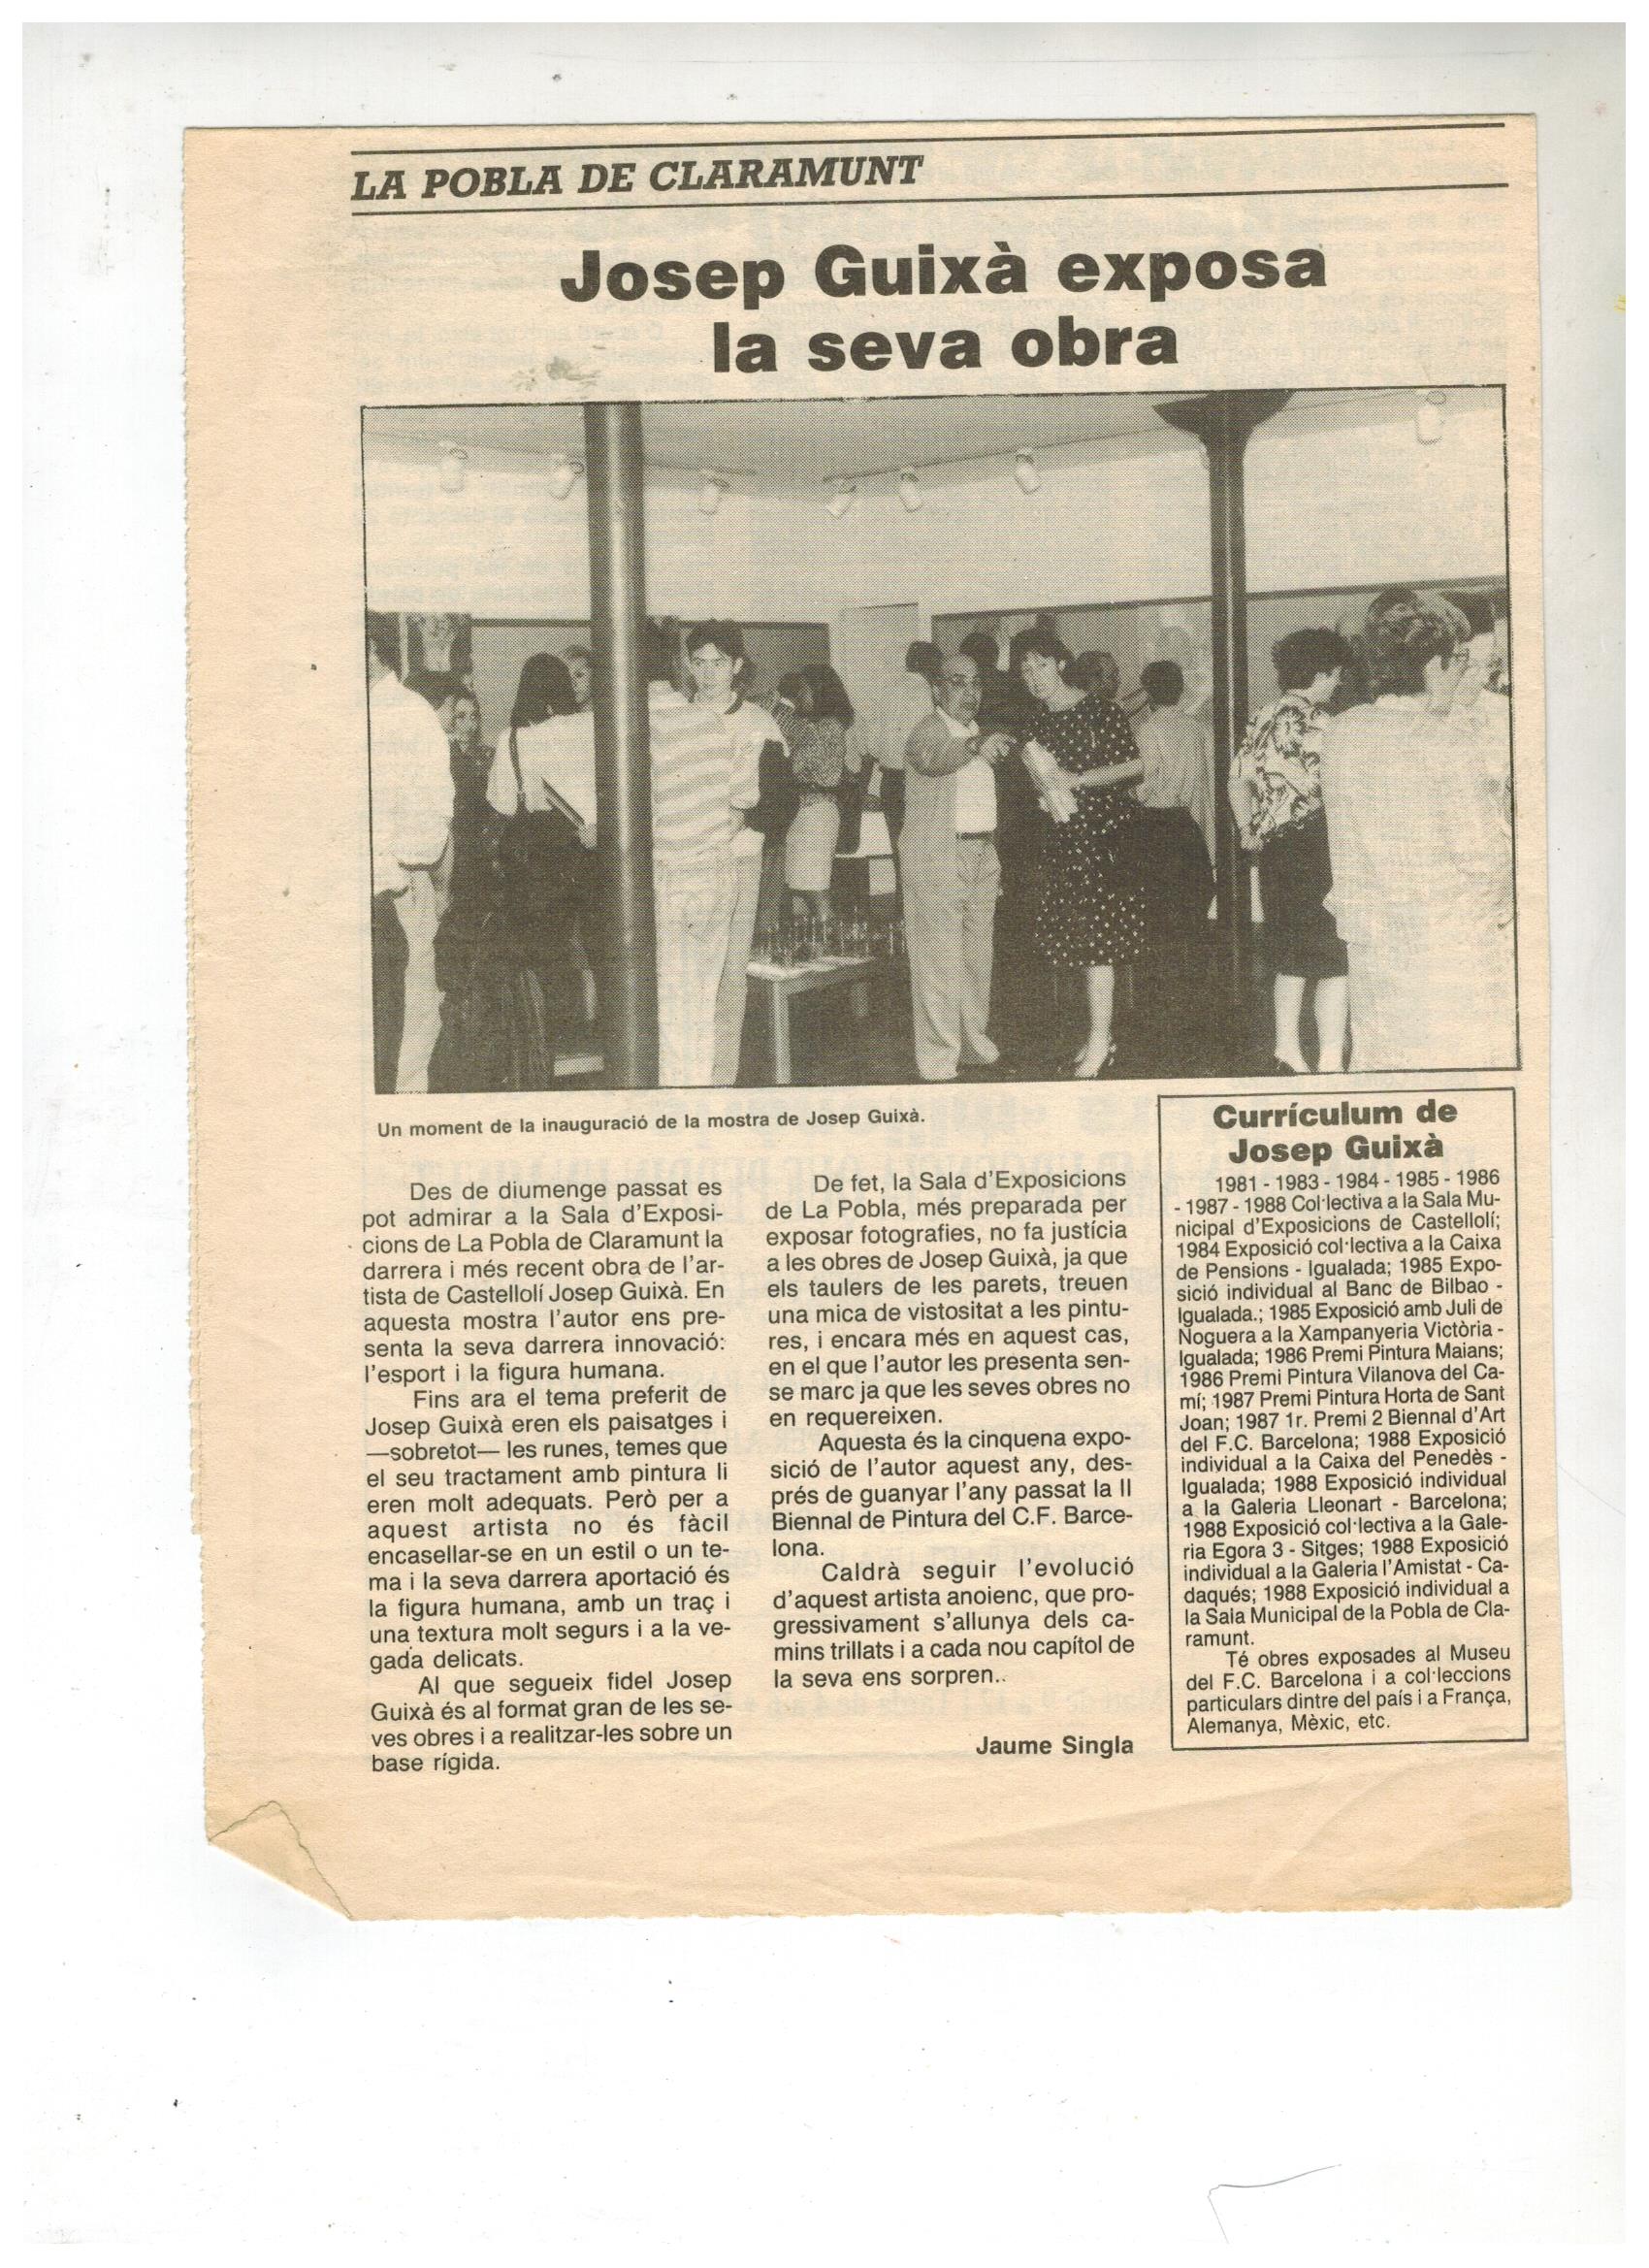 LA POBLA DE CLARAMUNT
Josep Guixà exposa
la seva obra
Un moment de la inauguració de la mostra de Josep Guixà.
Des de diumenge passat es
pot admirar a la Sala d'Exposi-
cions de La Pobla de Claramunt la
darrera i més recent obra de l'ar-
tista de Castellolí Josep Guixà. En
aquesta mostra l'autor ens pre-
senta la seva darrera innovació:
l'esport i la figura humana.
Fins ara el tema preferit de
Josep Guixà eren els paisatges i
—sobretot— les runes, temes que
el seu tractament amb pintura li
eren molt adequats. Però per a
aquest artista no és fàcil
encasellar-se en un estil o un te-
ma i la seva darrera aportació és
la figura humana, amb un traç i
una textura molt segurs i a la ve-
gada delicats.
Al que segueix fidel Josep
Guixà és al format gran de les se-
ves obres i a realitzar-les sobre un
base rígida.
De fet, la Sala d'Exposicions
de La Pobla, més preparada per
exposar fotografies, no fa justícia
a les obres de Josep Guixà, ja que
els taulers de les parets, treuen
una mica de vistositat a les pintu-
res, i encara més en aquest cas,
en el que l'autor les presenta sen-
se marc ja que les seves obres no
en requereixen.
Aquesta és la cinquena expo-
sició de l'autor aquest any, des-
prés de guanyar l'any passat la II
Biennal de Pintura del C.F. Barce-
lona.
Caldrà seguir l'evolució
d'aquest artista anoienc, que pro-
gressivament s'allunya dels ca-
mins trillats i a cada nou capítol de
la seva ens sorpren..
Jaume Singla
Currículum de
Josep Guixà
1981 - 1983 - 1984 - 1985 - 1986
- 1987 - 1988 Col·lectiva a la Sala Mu-
nicipal d'Exposicions de Castellolí;
1984 Exposició col·lectiva a la Caixa
de Pensions - Igualada; 1985 Expo-
sició individual al Banc de Bilbao -
Igualada.; 1985 Exposició amb Juli de
Noguera a la Xampanyeria Victòria -
Igualada; 1986 Premi Pintura Maians;
1986 Premi Pintura Vilanova del Ca-
mí; 1987 Premi Pintura Horta de Sant
Joan; 1987 1r. Premi 2 Biennal d'Art
del F.C. Barcelona; 1988 Exposició
individual a la Caixa del Penedès -
Igualada; 1988 Exposició individual
a la Galeria Lleonart - Barcelona;
1988 Exposició col·lectiva a la Gale-
ria Egora 3 - Sitges; 1988 Exposició
individual a la Galeria l'Amistat - Ca-
daqués; 1988 Exposició individual a
la Sala Municipal de la Pobla de Cla-
ramunt.
Té obres exposades al Museu
del F.C. Barcelona i a col·leccions
particulars dintre del país i a França,
Alemanya, Mèxic, etc.